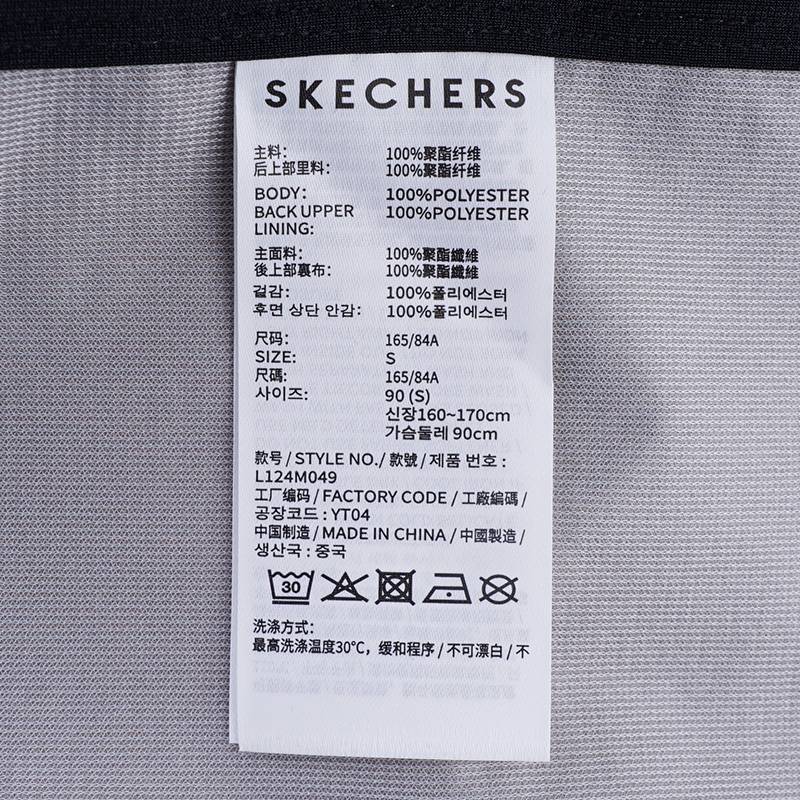 SKECHERS
主料: 100%聚酯纤维
后上部里料: 100%聚酯纤维
BODY: 100%POLYESTER
BACK UPPER 100%POLYESTER
LINING:
主面料: 100%聚酯纖維
後上部裏布: 100%聚酯纖維
겉감: 100%폴리에스터
후면 상단 안감: 100%폴리에스터
尺码: 165/84A
SIZE: S
尺碼: 165/84A
사이즈: 90 (S)
신장160~170cm
가슴둘레 90cm
款号 / STYLE NO./ 款號 / 제품 번호 :
L124M049
工厂编码 / FACTORY CODE / 工廠編碼 /
공장코드 : YT04
中国制造 / MADE IN CHINA / 中國製造 /
생산국 : 중국
30
洗涤方式:
最高洗涤温度30℃，缓和程序 / 不可漂白 / 不